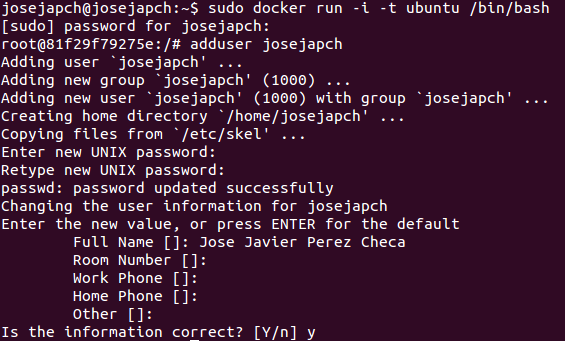 josejapch@josejapch:~$ sudo docker run -i -t ubuntu /bin/bash
[sudo] password for josejapch:
root@81f29f79275e:/# adduser josejapch
Adding user `josejapch' ...
Adding new group `josejapch' (1000) ...
Adding new user `josejapch' (1000) with group `josejapch' ...
Creating home directory `/home/josejapch' ...
Copying files from `/etc/skel' ...
Enter new UNIX password:
Retype new UNIX password:
passwd: password updated successfully
Changing the user information for josejapch
Enter the new value, or press ENTER for the default
        Full Name []: Jose Javier Perez Checa
        Room Number []:
        Work Phone []:
        Home Phone []:
        Other []:
Is the information correct? [Y/n] y